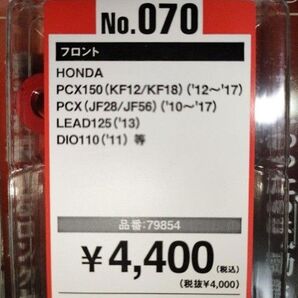 No.070
フロント
HONDA
PCX150(KF12/KF18)('12〜'17)
PCX(JF28/JF56)('10〜'17)
LEAD125('13)
DIO110('11) 等
品番:79854
¥4,400(税込)
(税抜¥4,000)